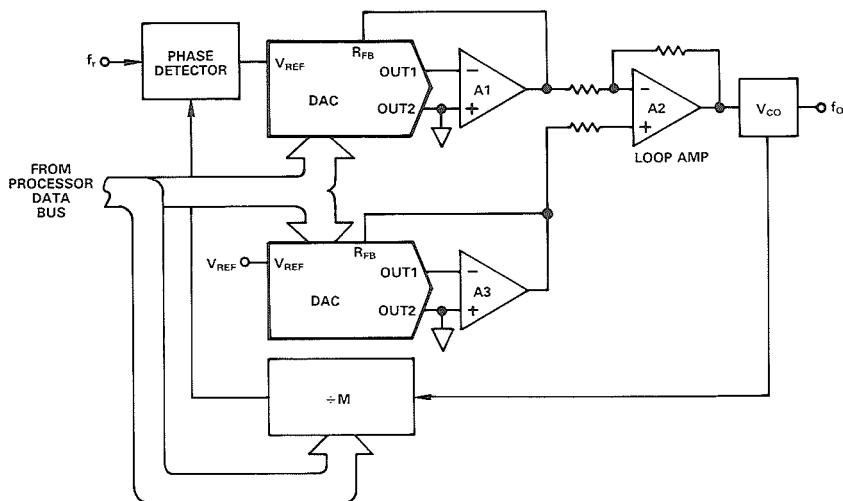 fr
PHASE
DETECTOR
VREF
RFB
OUT1
DAC
OUT2
−
A1
+
−
A2
+
LOOP AMP
VCO
fO
FROM
PROCESSOR
DATA
BUS
VREF
VREF
RFB
OUT1
DAC
OUT2
−
A3
+
÷M